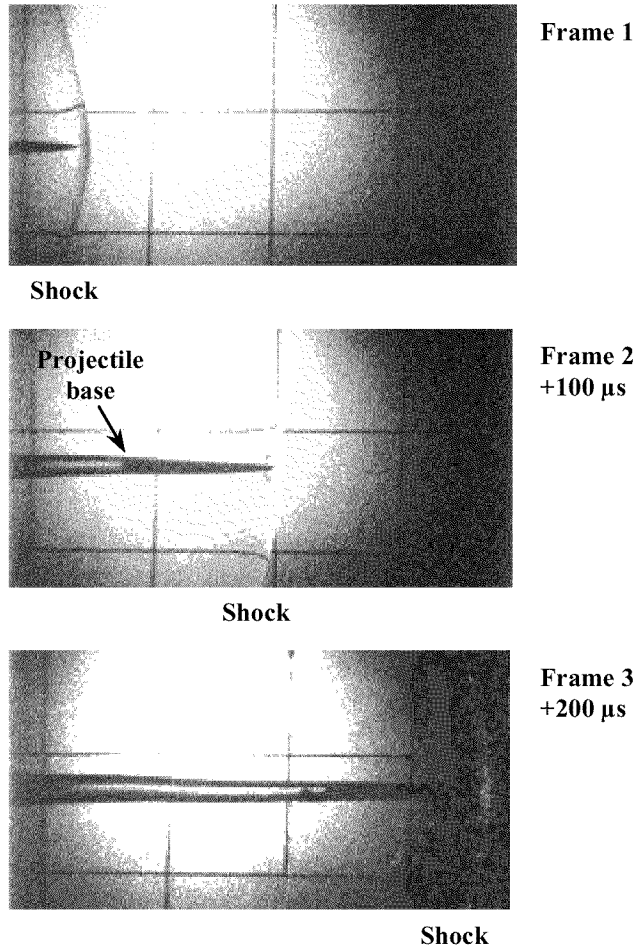 Frame 1
Shock
Projectile
base
Frame 2
+100 µs
Shock
Frame 3
+200 µs
Shock